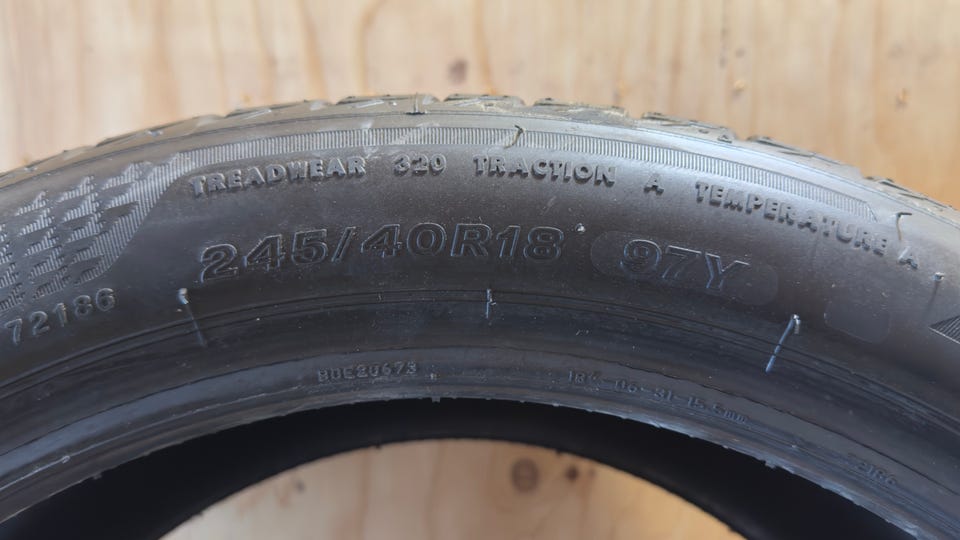 TREADWEAR 320 TRACTION A TEMPERATURE A
245/40R18 97Y
72186